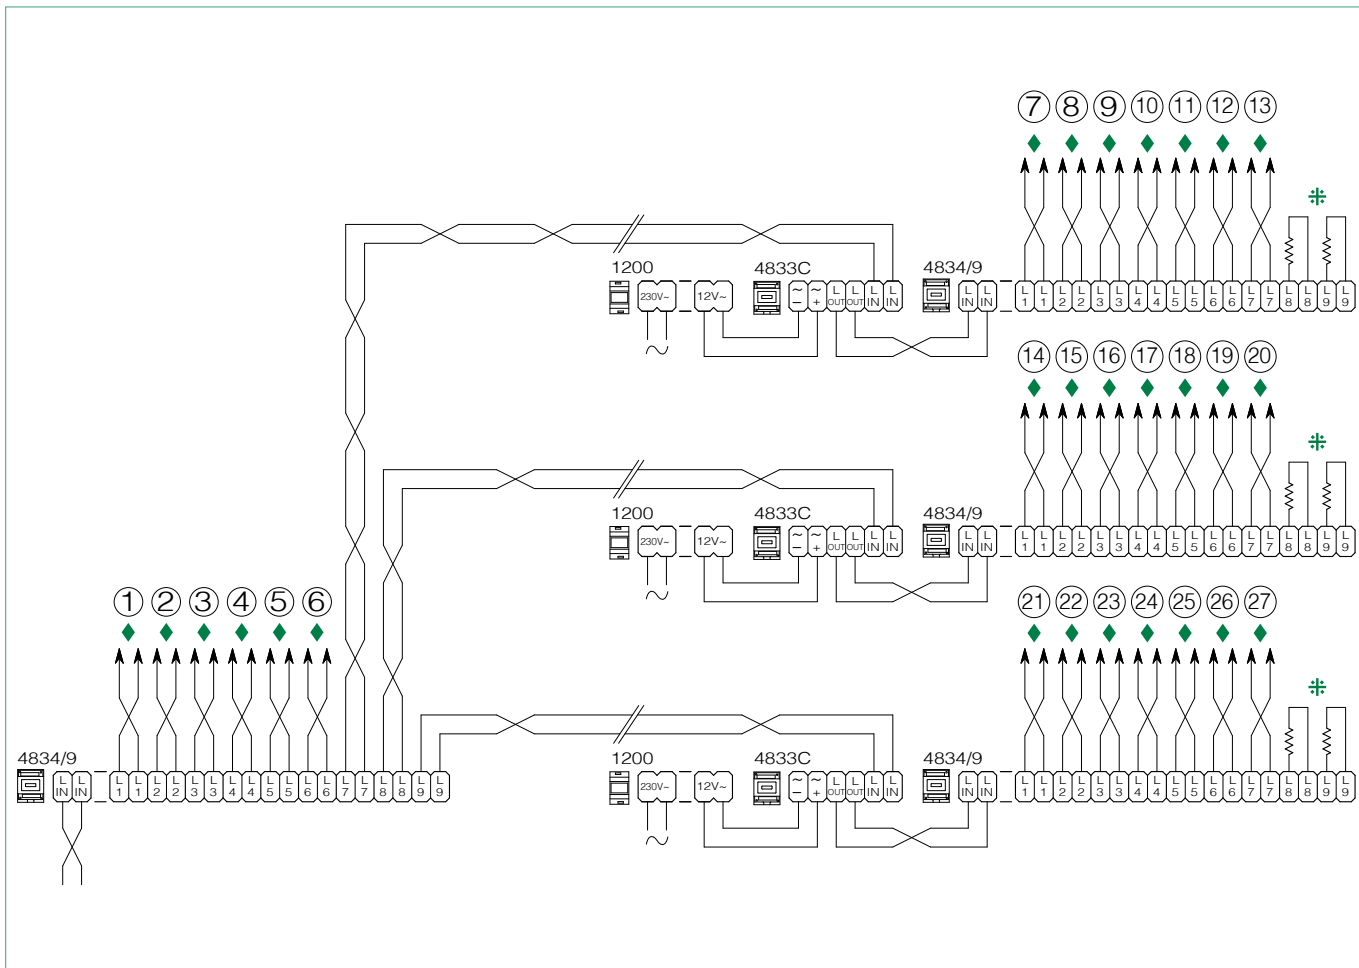 7 8 9 10 11 12 13
1200 4833C 4834/9
230V~ 12V~ ~ − ~ + L OUT L OUT L IN L IN L IN L IN L 1 L 1 L 2 L 2 L 3 L 3 L 4 L 4 L 5 L 5 L 6 L 6 L 7 L 7 L 8 L 8 L 9 L 9
~
14 15 16 17 18 19 20
1200 4833C 4834/9
230V~ 12V~ ~ − ~ + L OUT L OUT L IN L IN L IN L IN L 1 L 1 L 2 L 2 L 3 L 3 L 4 L 4 L 5 L 5 L 6 L 6 L 7 L 7 L 8 L 8 L 9 L 9
~
1 2 3 4 5 6
21 22 23 24 25 26 27
4834/9 1200 4833C 4834/9
L IN L IN L 1 L 1 L 2 L 2 L 3 L 3 L 4 L 4 L 5 L 5 L 6 L 6 L 7 L 7 L 8 L 8 L 9 L 9 230V~ 12V~ ~ − ~ + L OUT L OUT L IN L IN L IN L IN L 1 L 1 L 2 L 2 L 3 L 3 L 4 L 4 L 5 L 5 L 6 L 6 L 7 L 7 L 8 L 8 L 9 L 9
~